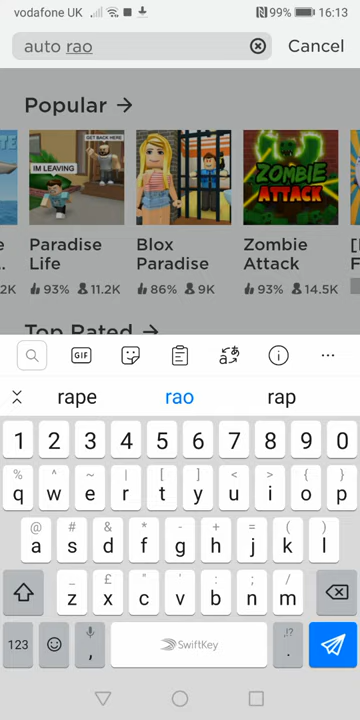 vodafone UK 99% 16:13
auto rao Cancel
Popular →
GET BACK HERE
IM LEAVING
ZOMBIE
ATTACK
e Paradise Blox Zombie
.. Life Paradise Attack
2K 93% 11.2K 86% 9K 93% 14.5K
Top Rated →
GIF
rape rao rap
1 2 3 4 5 6 7 8 9 0
% ^ ~ | [ ] < > { }
q w e r t y u i o p
@ # & * - + = ( )
a s d f g h j k l
_ £ " ' : ; /
z x c v b n m
123 , SwiftKey ,!? .